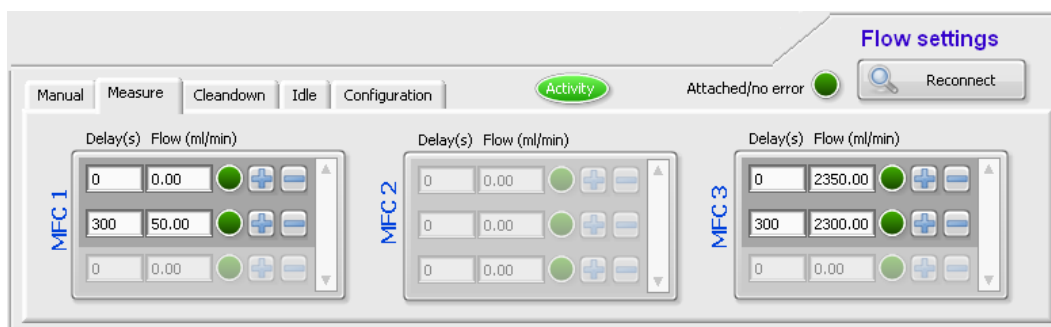 Flow settings
Manual Measure Cleandown Idle Configuration Activity Attached/no error Reconnect
Delay(s) Flow (ml/min) Delay(s) Flow (ml/min) Delay(s) Flow (ml/min)
MFC 1 MFC 2 MFC 3
0 0.00 0 0.00 0 2350.00
300 50.00 0 0.00 300 2300.00
0 0.00 0 0.00 0 0.00